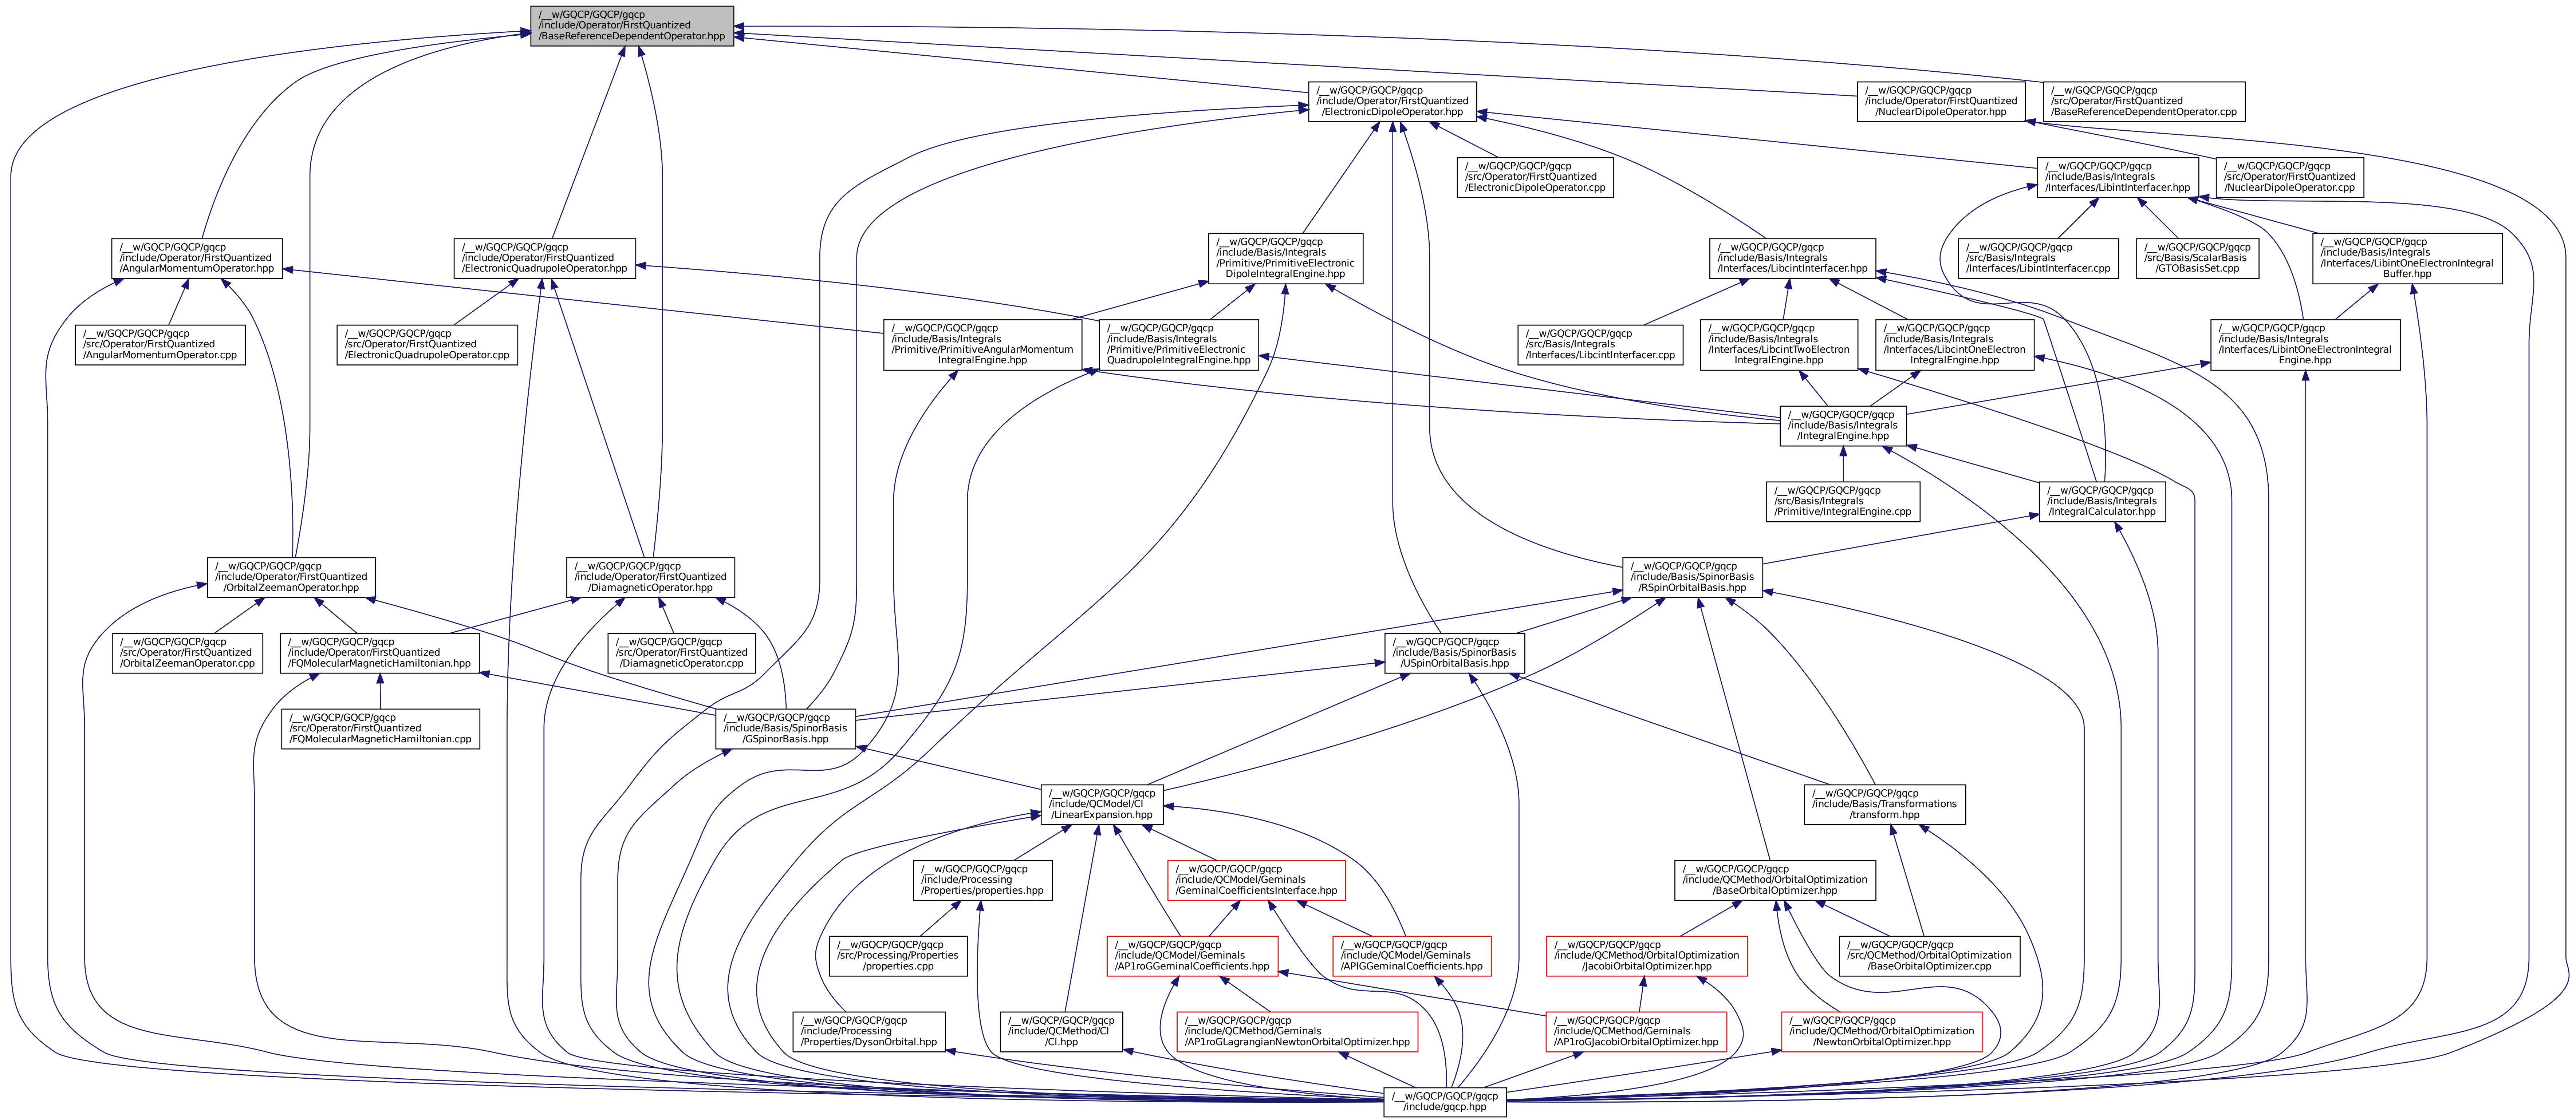 /__w/GQCP/GQCP/gqcp
/include/Operator/FirstQuantized
/BaseReferenceDependentOperator.hpp
/__w/GQCP/GQCP/gqcp
/include/Operator/FirstQuantized
/ElectronicDipoleOperator.hpp
/__w/GQCP/GQCP/gqcp
/include/Operator/FirstQuantized
/NuclearDipoleOperator.hpp
/__w/GQCP/GQCP/gqcp
/src/Operator/FirstQuantized
/BaseReferenceDependentOperator.cpp
/__w/GQCP/GQCP/gqcp
/src/Operator/FirstQuantized
/ElectronicDipoleOperator.cpp
/__w/GQCP/GQCP/gqcp
/include/Basis/Integrals
/Interfaces/LibintInterfacer.hpp
/__w/GQCP/GQCP/gqcp
/src/Operator/FirstQuantized
/NuclearDipoleOperator.cpp
/__w/GQCP/GQCP/gqcp
/include/Operator/FirstQuantized
/AngularMomentumOperator.hpp
/__w/GQCP/GQCP/gqcp
/include/Operator/FirstQuantized
/ElectronicQuadrupoleOperator.hpp
/__w/GQCP/GQCP/gqcp
/include/Basis/Integrals
/Primitive/PrimitiveElectronic
DipoleIntegralEngine.hpp
/__w/GQCP/GQCP/gqcp
/include/Basis/Integrals
/Interfaces/LibcintInterfacer.hpp
/__w/GQCP/GQCP/gqcp
/src/Basis/Integrals
/Interfaces/LibintInterfacer.cpp
/__w/GQCP/GQCP/gqcp
/src/Basis/ScalarBasis
/GTOBasisSet.cpp
/__w/GQCP/GQCP/gqcp
/include/Basis/Integrals
/Interfaces/LibintOneElectronIntegral
Buffer.hpp
/__w/GQCP/GQCP/gqcp
/src/Operator/FirstQuantized
/AngularMomentumOperator.cpp
/__w/GQCP/GQCP/gqcp
/src/Operator/FirstQuantized
/ElectronicQuadrupoleOperator.cpp
/__w/GQCP/GQCP/gqcp
/include/Basis/Integrals
/Primitive/PrimitiveAngularMomentum
IntegralEngine.hpp
/__w/GQCP/GQCP/gqcp
/include/Basis/Integrals
/Primitive/PrimitiveElectronic
QuadrupoleIntegralEngine.hpp
/__w/GQCP/GQCP/gqcp
/src/Basis/Integrals
/Interfaces/LibcintInterfacer.cpp
/__w/GQCP/GQCP/gqcp
/include/Basis/Integrals
/Interfaces/LibcintTwoElectron
IntegralEngine.hpp
/__w/GQCP/GQCP/gqcp
/include/Basis/Integrals
/Interfaces/LibcintOneElectron
IntegralEngine.hpp
/__w/GQCP/GQCP/gqcp
/include/Basis/Integrals
/Interfaces/LibintOneElectronIntegral
Engine.hpp
/__w/GQCP/GQCP/gqcp
/include/Basis/Integrals
/IntegralEngine.hpp
/__w/GQCP/GQCP/gqcp
/src/Basis/Integrals
/Primitive/IntegralEngine.cpp
/__w/GQCP/GQCP/gqcp
/include/Basis/Integrals
/IntegralCalculator.hpp
/__w/GQCP/GQCP/gqcp
/include/Operator/FirstQuantized
/OrbitalZeemanOperator.hpp
/__w/GQCP/GQCP/gqcp
/include/Operator/FirstQuantized
/DiamagneticOperator.hpp
/__w/GQCP/GQCP/gqcp
/include/Basis/SpinorBasis
/RSpinOrbitalBasis.hpp
/__w/GQCP/GQCP/gqcp
/src/Operator/FirstQuantized
/OrbitalZeemanOperator.cpp
/__w/GQCP/GQCP/gqcp
/include/Operator/FirstQuantized
/FQMolecularMagneticHamiltonian.hpp
/__w/GQCP/GQCP/gqcp
/src/Operator/FirstQuantized
/DiamagneticOperator.cpp
/__w/GQCP/GQCP/gqcp
/include/Basis/SpinorBasis
/USpinOrbitalBasis.hpp
/__w/GQCP/GQCP/gqcp
/src/Operator/FirstQuantized
/FQMolecularMagneticHamiltonian.cpp
/__w/GQCP/GQCP/gqcp
/include/Basis/SpinorBasis
/GSpinorBasis.hpp
/__w/GQCP/GQCP/gqcp
/include/QCModel/CI
/LinearExpansion.hpp
/__w/GQCP/GQCP/gqcp
/include/Basis/Transformations
/transform.hpp
/__w/GQCP/GQCP/gqcp
/include/Processing
/Properties/properties.hpp
/__w/GQCP/GQCP/gqcp
/include/QCModel/Geminals
/GeminalCoefficientsInterface.hpp
/__w/GQCP/GQCP/gqcp
/include/QCMethod/OrbitalOptimization
/BaseOrbitalOptimizer.hpp
/__w/GQCP/GQCP/gqcp
/src/Processing/Properties
/properties.cpp
/__w/GQCP/GQCP/gqcp
/include/QCModel/Geminals
/AP1roGGeminalCoefficients.hpp
/__w/GQCP/GQCP/gqcp
/include/QCModel/Geminals
/APIGGeminalCoefficients.hpp
/__w/GQCP/GQCP/gqcp
/include/QCMethod/OrbitalOptimization
/JacobiOrbitalOptimizer.hpp
/__w/GQCP/GQCP/gqcp
/src/QCMethod/OrbitalOptimization
/BaseOrbitalOptimizer.cpp
/__w/GQCP/GQCP/gqcp
/include/Processing
/Properties/DysonOrbital.hpp
/__w/GQCP/GQCP/gqcp
/include/QCMethod/CI
/CI.hpp
/__w/GQCP/GQCP/gqcp
/include/QCMethod/Geminals
/AP1roGLagrangianNewtonOrbitalOptimizer.hpp
/__w/GQCP/GQCP/gqcp
/include/QCMethod/Geminals
/AP1roGJacobiOrbitalOptimizer.hpp
/__w/GQCP/GQCP/gqcp
/include/QCMethod/OrbitalOptimization
/NewtonOrbitalOptimizer.hpp
/__w/GQCP/GQCP/gqcp
/include/gqcp.hpp